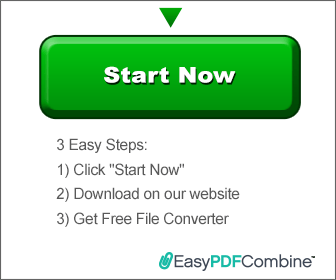 Start Now
3 Easy Steps:
1) Click "Start Now"
2) Download on our website
3) Get Free File Converter
EasyPDFCombine™